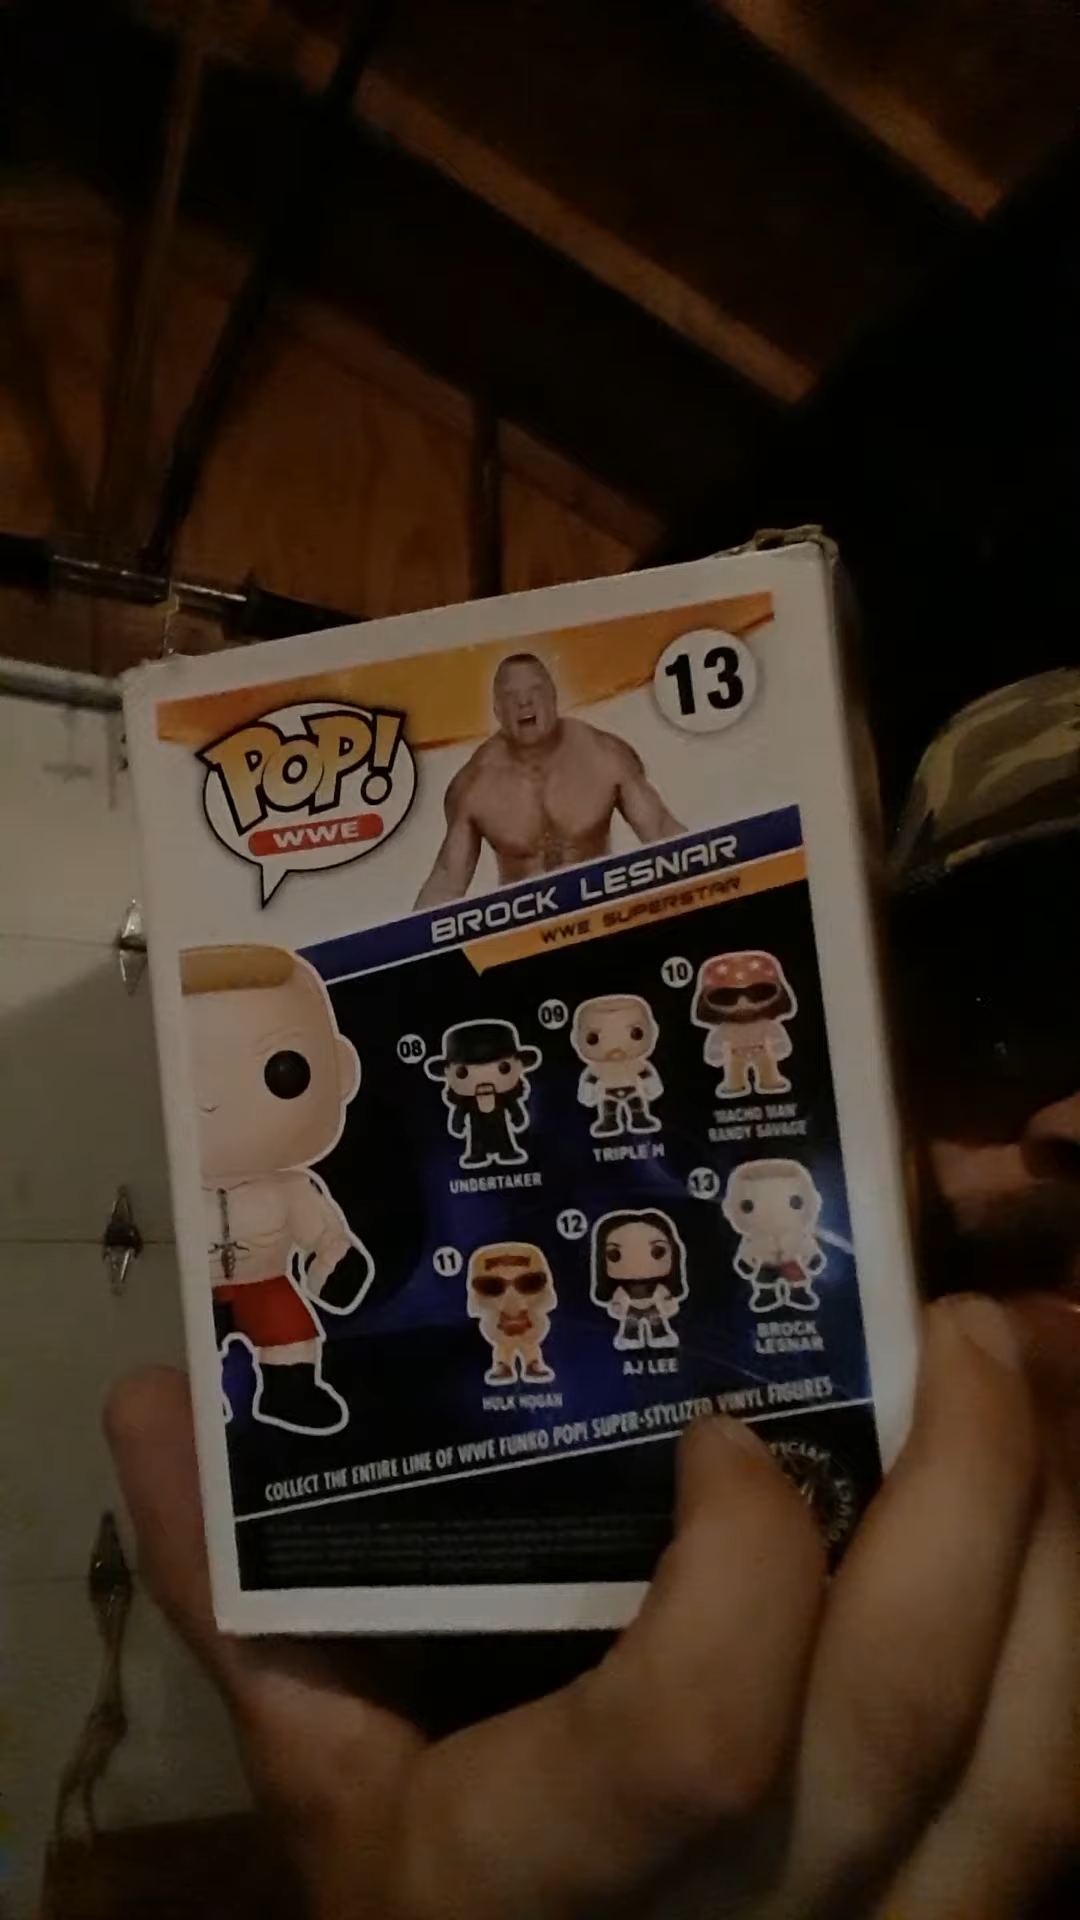 13
POP!
WWE
BROCK LESNAR
WWE SUPERSTAR
10
09
08
'MACHO MAN'
RANDY SAVAGE
TRIPLE H
UNDERTAKER
13
12
11
BROCK
LESNAR
AJ LEE
HULK HOGAN
COLLECT THE ENTIRE LINE OF WWE FUNKO POP! SUPER-STYLIZED VINYL FIGURES